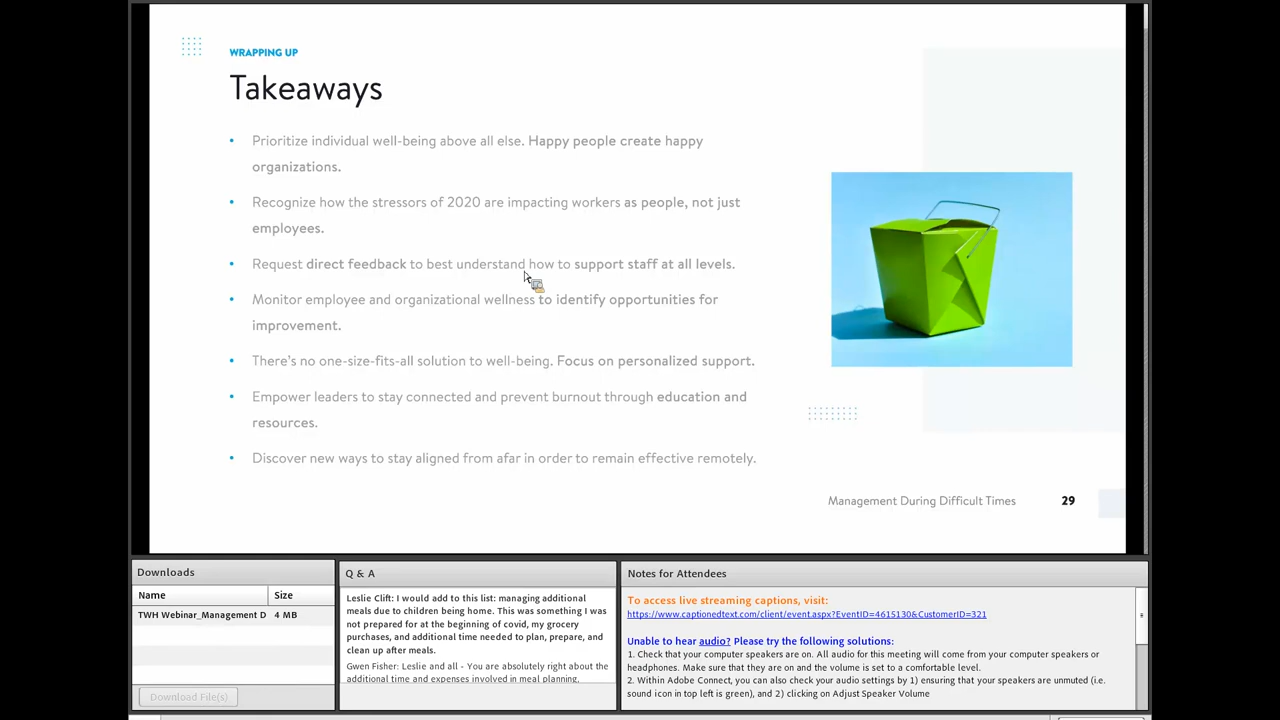 WRAPPING UP
Takeaways
• Prioritize individual well-being above all else. Happy people create happy
organizations.
• Recognize how the stressors of 2020 are impacting workers as people, not just
employees.
• Request direct feedback to best understand how to support staff at all levels.
• Monitor employee and organizational wellness to identify opportunities for
improvement.
• There's no one-size-fits-all solution to well-being. Focus on personalized support.
• Empower leaders to stay connected and prevent burnout through education and
resources.
• Discover new ways to stay aligned from afar in order to remain effective remotely.
Management During Difficult Times 29
Downloads
Name Size
TWH Webinar_Management D 4 MB
Download File(s)
Q & A
Leslie Clift: I would add to this list: managing additional
meals due to children being home. This was something I was
not prepared for at the beginning of covid, my grocery
purchases, and additional time needed to plan, prepare, and
clean up after meals.
Gwen Fisher: Leslie and all - You are absolutely right about the
additional time and expenses involved in meal planning.
Notes for Attendees
To access live streaming captions, visit:
https://www.captionedtext.com/client/event.aspx?EventID=4615130&CustomerID=321
Unable to hear audio? Please try the following solutions:
1. Check that your computer speakers are on. All audio for this meeting will come from your computer speakers or
headphones. Make sure that they are on and the volume is set to a comfortable level.
2. Within Adobe Connect, you can also check your audio settings by 1) ensuring that your speakers are unmuted (i.e.
sound icon in top left is green), and 2) clicking on Adjust Speaker Volume